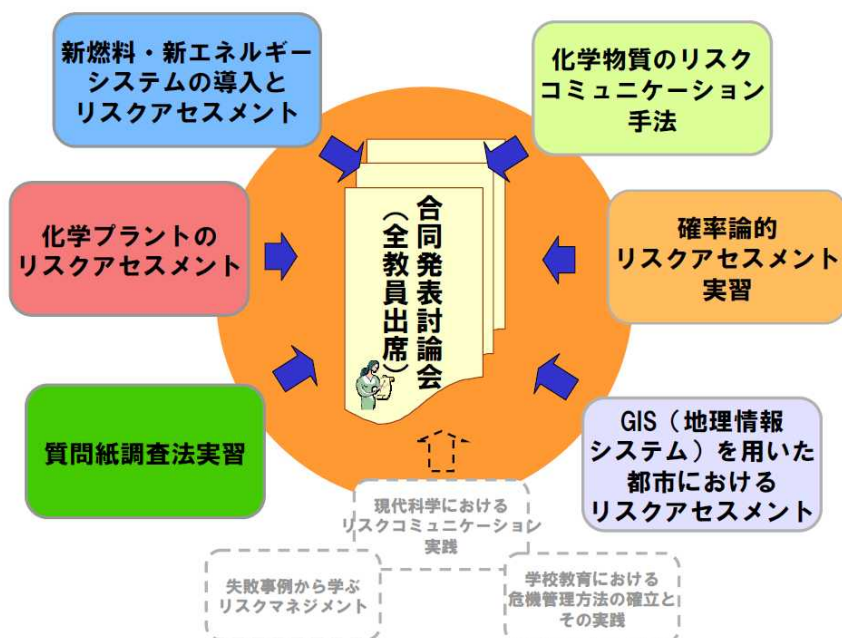 新燃料・新エネルギー
システムの導入と
リスクアセスメント
化学物質のリスク
コミュニケーション
手法
化学プラントの
リスクアセスメント
合同発表討論会
（全教員出席）
確率論的
リスクアセスメント
実習
質問紙調査法実習
GIS（地理情報
システム）を用いた
都市における
リスクアセスメント
現代科学における
リスクコミュニケーション
実践
失敗事例から学ぶ
リスクマネジメント
学校教育における
危機管理方法の確立と
その実践